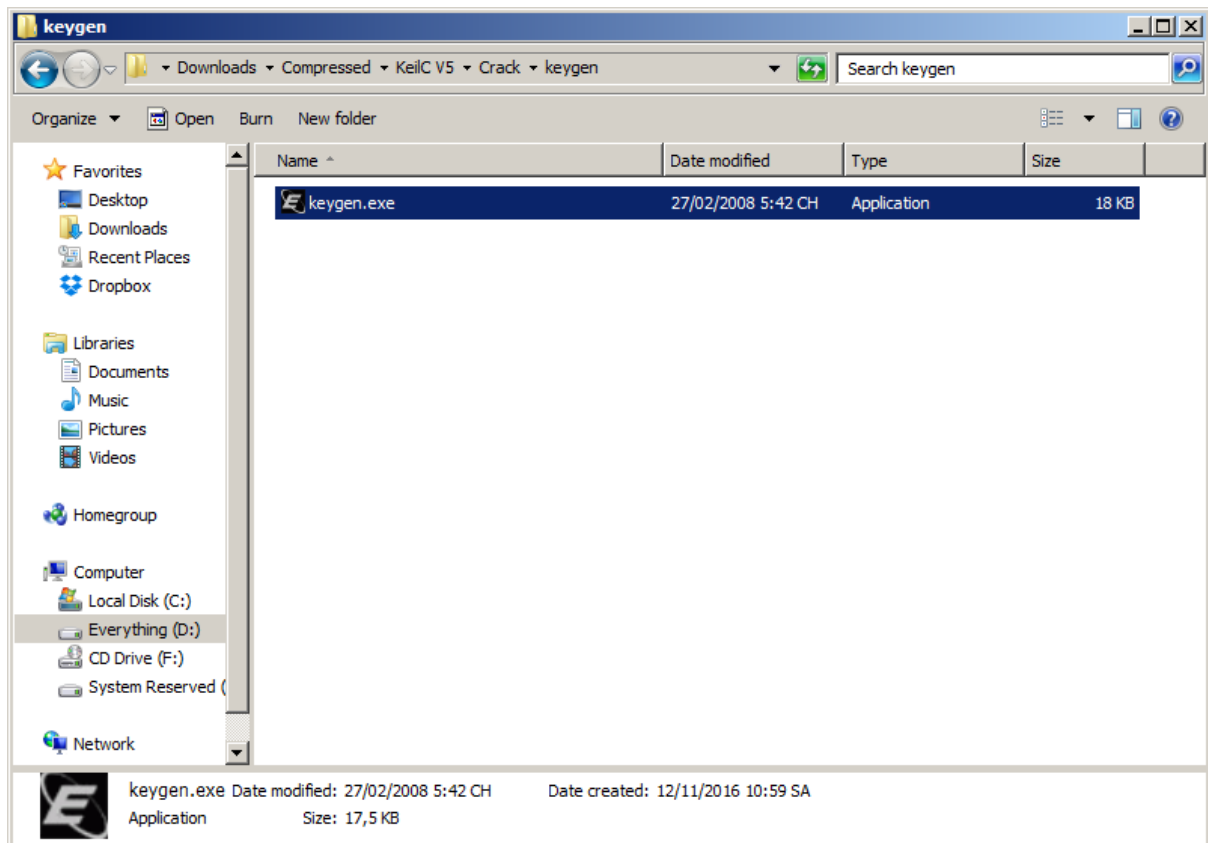 keygen
Downloads Compressed KeilC V5 Crack keygen Search keygen
Organize Open Burn New folder
Name Date modified Type Size
keygen.exe 27/02/2008 5:42 CH Application 18 KB
Favorites
Desktop
Downloads
Recent Places
Dropbox
Libraries
Documents
Music
Pictures
Videos
Homegroup
Computer
Local Disk (C:)
Everything (D:)
CD Drive (F:)
System Reserved (
Network
keygen.exe Date modified: 27/02/2008 5:42 CH Date created: 12/11/2016 10:59 SA
Application Size: 17,5 KB